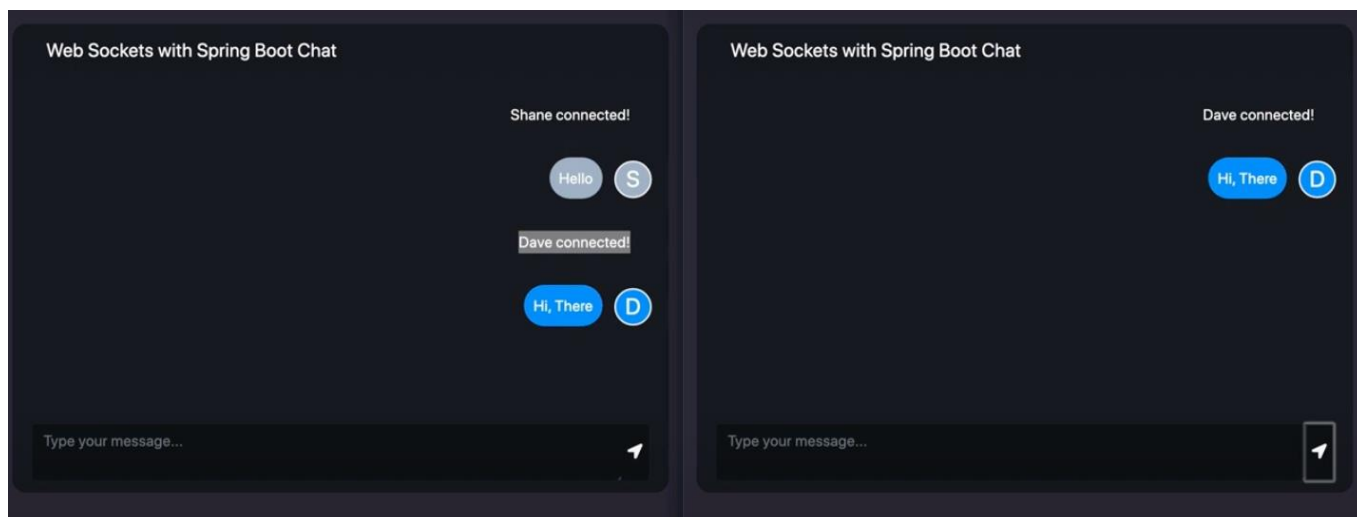 Web Sockets with Spring Boot Chat
Shane connected!
Hello S
Dave connected!
Hi, There D
Type your message...
Web Sockets with Spring Boot Chat
Dave connected!
Hi, There D
Type your message...